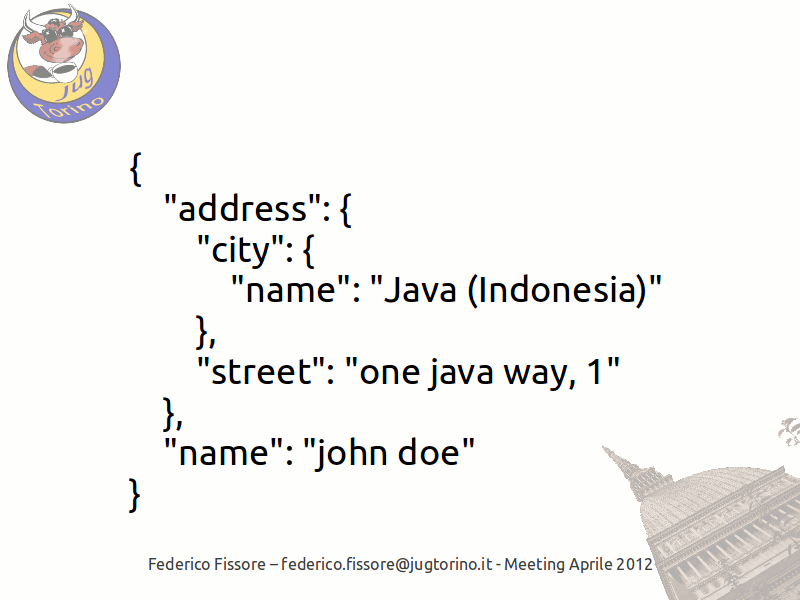 jug
Torino
{
    "address": {
        "city": {
            "name": "Java (Indonesia)"
        },
        "street": "one java way, 1"
    },
    "name": "john doe"
}
Federico Fissore – federico.fissore@jugtorino.it - Meeting Aprile 2012